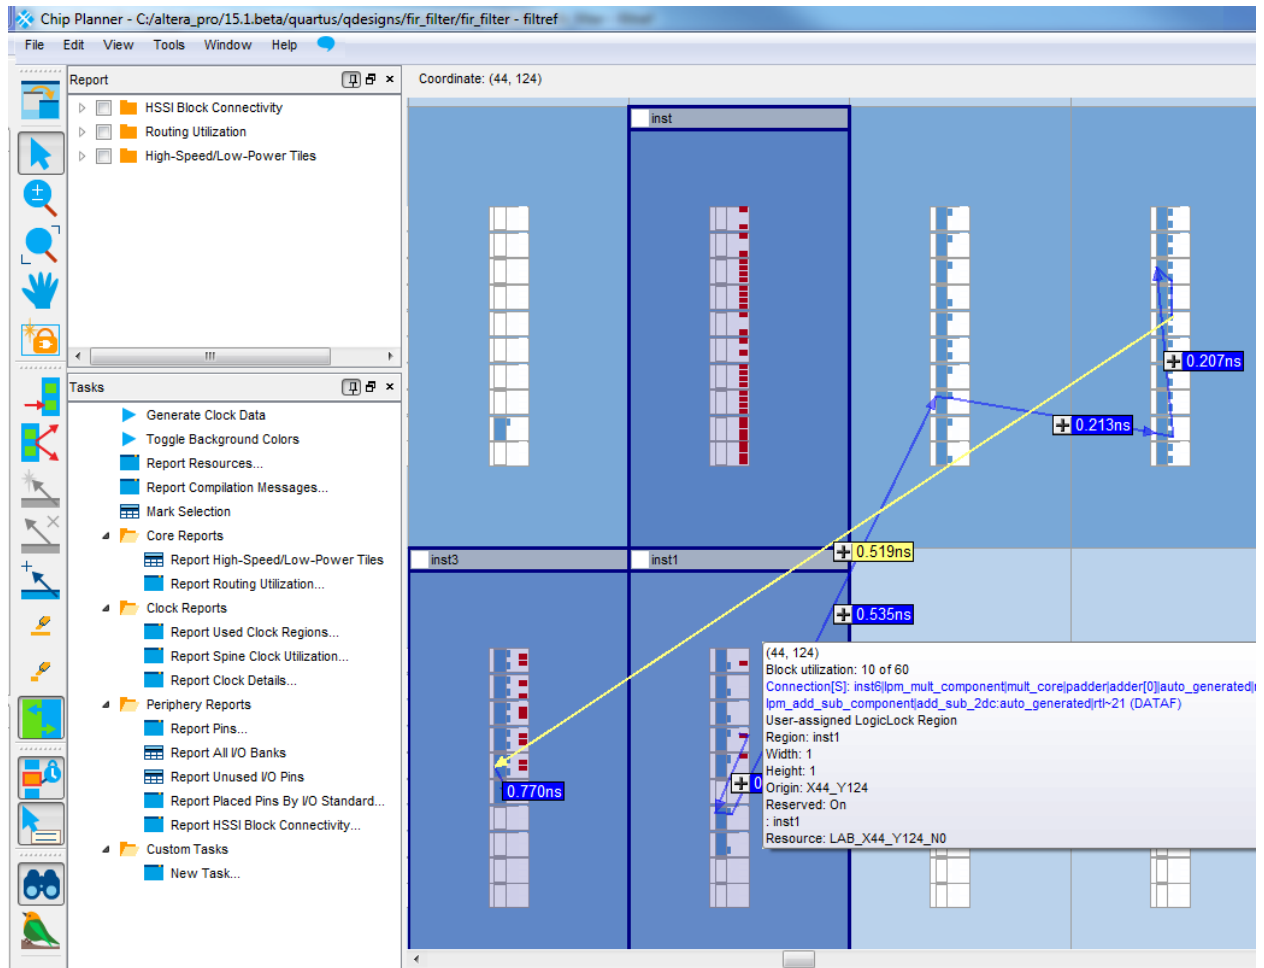 Chip Planner - C:/altera_pro/15.1.beta/quartus/qdesigns/fir_filter/fir_filter - filtref
File Edit View Tools Window Help
Report
Coordinate: (44, 124)
HSSI Block Connectivity
Routing Utilization
High-Speed/Low-Power Tiles
inst
Tasks
Generate Clock Data
Toggle Background Colors
Report Resources...
Report Compilation Messages...
Mark Selection
Core Reports
Report High-Speed/Low-Power Tiles
Report Routing Utilization...
Clock Reports
Report Used Clock Regions...
Report Spine Clock Utilization...
Report Clock Details...
Periphery Reports
Report Pins...
Report All I/O Banks
Report Unused I/O Pins
Report Placed Pins By I/O Standard...
Report HSSI Block Connectivity...
Custom Tasks
New Task...
0.207ns
0.213ns
inst3
inst1
0.519ns
0.535ns
0.770ns
(44, 124)
Block utilization: 10 of 60
Connection[S]: inst6|lpm_mult_component|mult_core|padder|adder[0]|auto_generated|
lpm_add_sub_component|add_sub_2dc:auto_generated|rtl~21 (DATAF)
User-assigned LogicLock Region
Region: inst1
Width: 1
Height: 1
Origin: X44_Y124
Reserved: On
: inst1
Resource: LAB_X44_Y124_N0